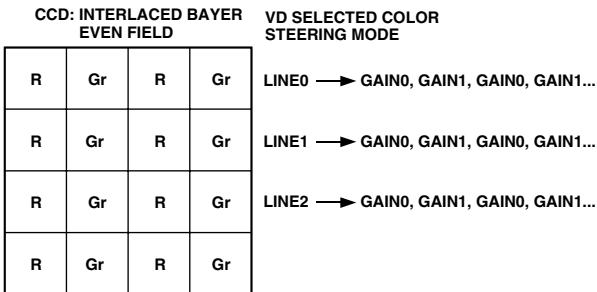 CCD: INTERLACED BAYER
EVEN FIELD
VD SELECTED COLOR
STEERING MODE
R Gr R Gr
LINE0 GAIN0, GAIN1, GAIN0, GAIN1...
R Gr R Gr
LINE1 GAIN0, GAIN1, GAIN0, GAIN1...
R Gr R Gr
LINE2 GAIN0, GAIN1, GAIN0, GAIN1...
R Gr R Gr